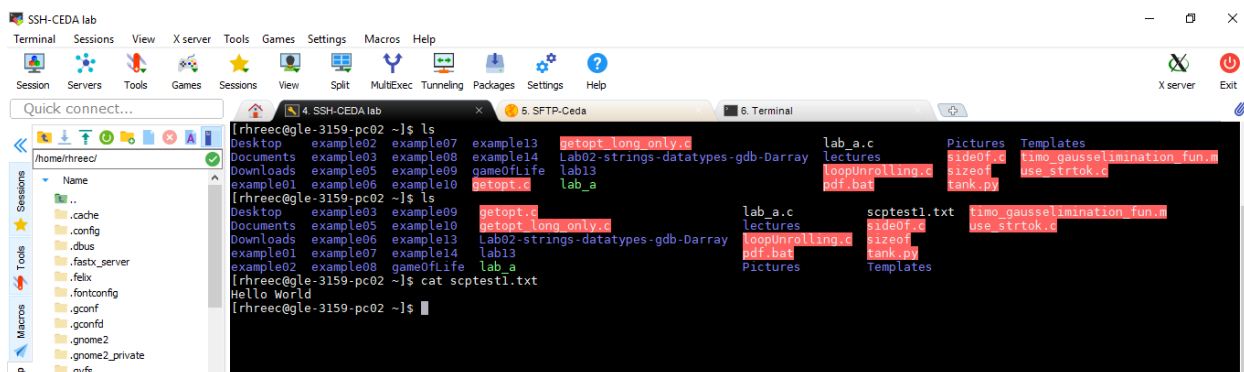 SSH-CEDA lab
Terminal Sessions View X server Tools Games Settings Macros Help
Session Servers Tools Games Sessions View Split MultiExec Tunneling Packages Settings Help X server Exit
Quick connect... 4. SSH-CEDA lab 5. SFTP-Ceda 6. Terminal
/home/rhreec/
Name
..
.cache
.config
.dbus
.fastx_server
.felix
.fontconfig
.gconf
.gconfd
.gnome2
.gnome2_private
.gvfs
Sessions
Tools
Macros
[rhreec@gle-3159-pc02 ~]$ ls
Desktop example02 example07 example13 getopt_long_only.c lab_a.c Pictures Templates
Documents example03 example08 example14 Lab02-strings-datatypes-gdb-Darray lectures sideOf.c timo_gausselimination_fun.m
Downloads example05 example09 gameOfLife lab13 loopUnrolling.c sizeof use_strtok.c
example01 example06 example10 getopt.c lab_a pdf.bat tank.py
[rhreec@gle-3159-pc02 ~]$ ls
Desktop example03 example09 getopt.c lab_a.c scptest1.txt timo_gausselimination_fun.m
Documents example05 example10 getopt_long_only.c lectures sideOf.c use_strtok.c
Downloads example06 example13 Lab02-strings-datatypes-gdb-Darray loopUnrolling.c sizeof
example01 example07 example14 lab13 pdf.bat tank.py
example02 example08 gameOfLife lab_a Pictures Templates
[rhreec@gle-3159-pc02 ~]$ cat scptest1.txt
Hello World
[rhreec@gle-3159-pc02 ~]$